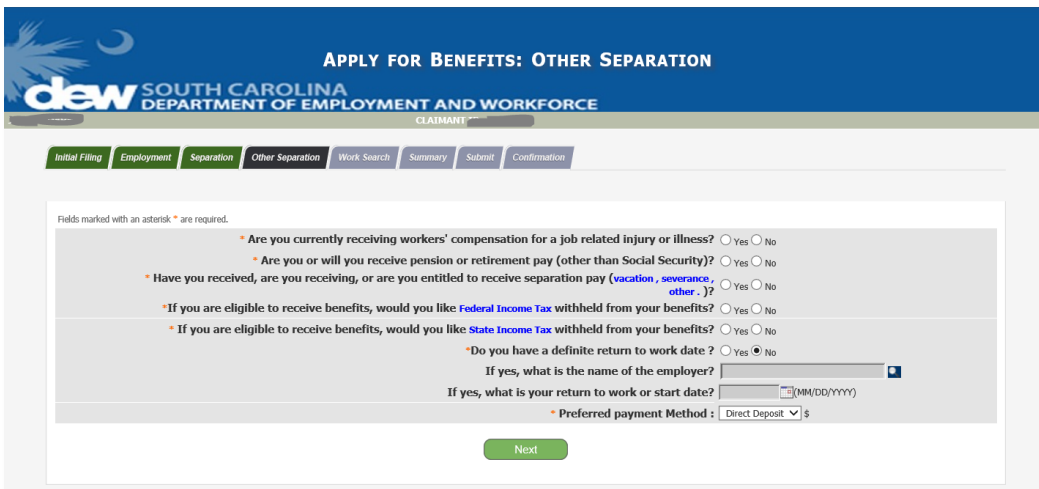 APPLY FOR BENEFITS: OTHER SEPARATION
dew SOUTH CAROLINA
DEPARTMENT OF EMPLOYMENT AND WORKFORCE
CLAIMANT
Initial Filing Employment Separation Other Separation Work Search Summary Submit Confirmation
Fields marked with an asterisk * are required.
* Are you currently receiving workers' compensation for a job related injury or illness? Yes No
* Are you or will you receive pension or retirement pay (other than Social Security)? Yes No
* Have you received, are you receiving, or are you entitled to receive separation pay (vacation , severance ,
other . )? Yes No
*If you are eligible to receive benefits, would you like Federal Income Tax withheld from your benefits? Yes No
* If you are eligible to receive benefits, would you like State Income Tax withheld from your benefits? Yes No
*Do you have a definite return to work date ? Yes No
If yes, what is the name of the employer?
If yes, what is your return to work or start date? (MM/DD/YYYY)
* Preferred payment Method : Direct Deposit $
Next